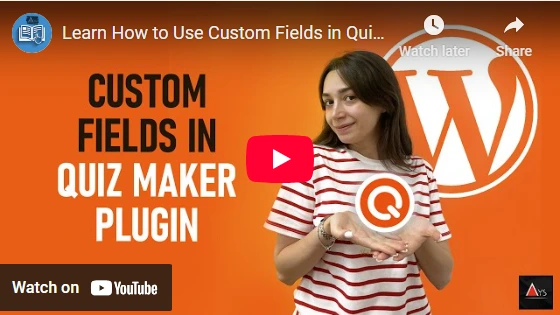 Learn How to Use Custom Fields in Qui...
Watch later
Share
CUSTOM
FIELDS IN
QUIZ MAKER
PLUGIN
Q
W
Watch on YouTube
AYS